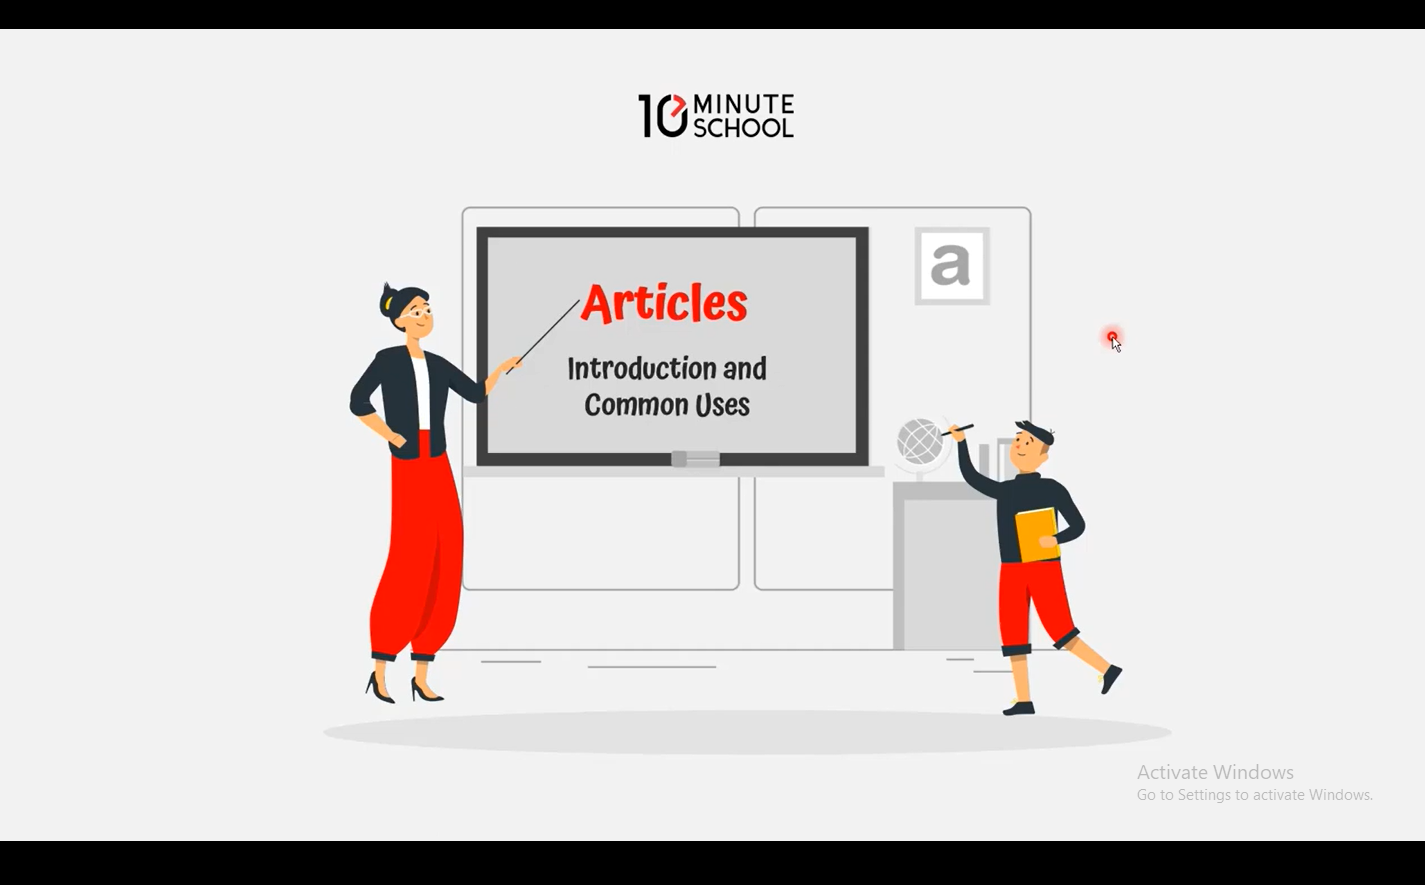 10 MINUTE
SCHOOL
Articles
a
Introduction and
Common Uses
Activate Windows
Go to Settings to activate Windows.